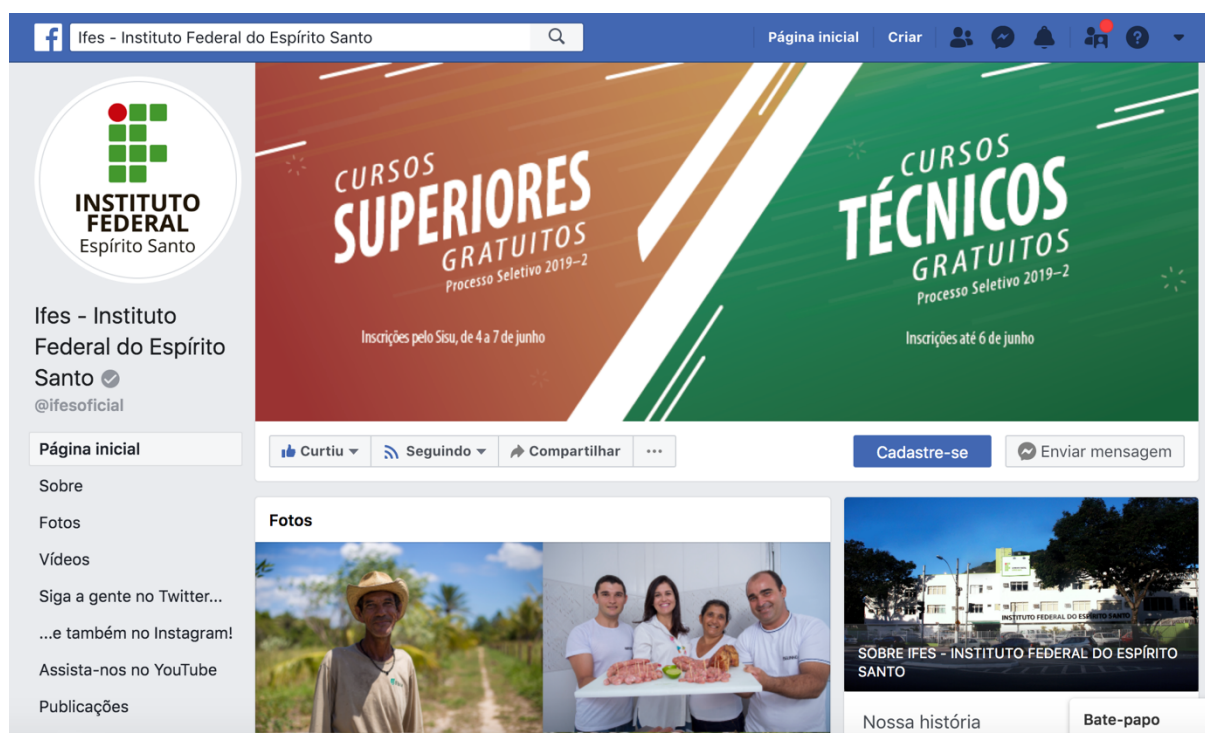 Ifes - Instituto Federal do Espírito Santo
Página inicial
Criar
INSTITUTO
FEDERAL
Espírito Santo
Ifes - Instituto
Federal do Espírito
Santo
@ifesoficial
Página inicial
Sobre
Fotos
Vídeos
Siga a gente no Twitter...
...e também no Instagram!
Assista-nos no YouTube
Publicações
CURSOS
SUPERIORES
GRATUITOS
Processo Seletivo 2019–2
Inscrições pelo Sisu, de 4 a 7 de junho
CURSOS
TÉCNICOS
GRATUITOS
Processo Seletivo 2019–2
Inscrições até 6 de junho
Curtiu
Seguindo
Compartilhar
...
Cadastre-se
Enviar mensagem
Fotos
INSTITUTO FEDERAL DO ESPÍRITO SANTO
SOBRE IFES - INSTITUTO FEDERAL DO ESPÍRITO
SANTO
Nossa história
Bate-papo